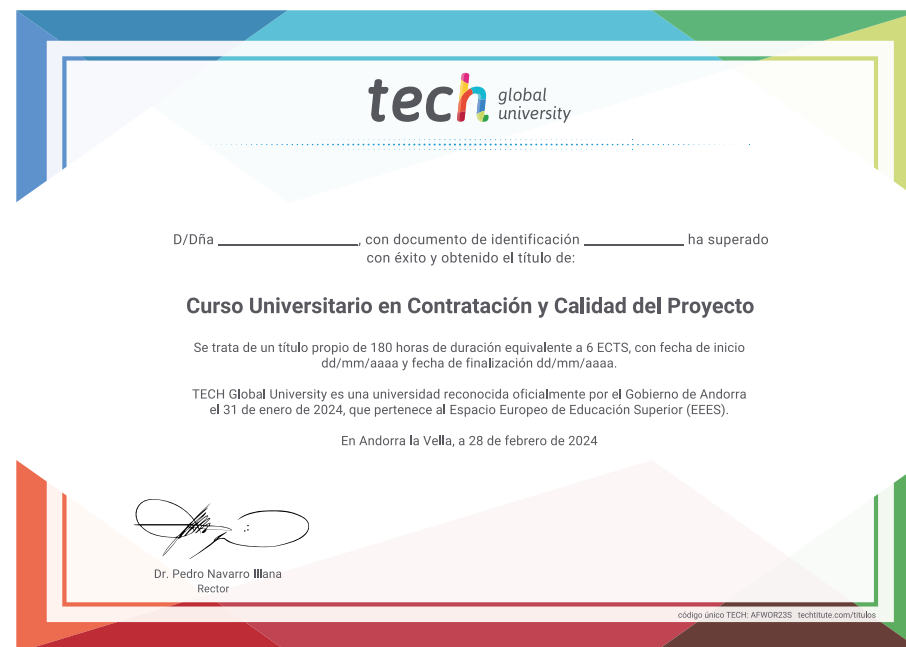 tech global university
D/Dña ____________, con documento de identificación ____________ ha superado
con éxito y obtenido el título de:
Curso Universitario en Contratación y Calidad del Proyecto
Se trata de un título propio de 180 horas de duración equivalente a 6 ECTS, con fecha de inicio
dd/mm/aaaa y fecha de finalización dd/mm/aaaa.
TECH Global University es una universidad reconocida oficialmente por el Gobierno de Andorra
el 31 de enero de 2024, que pertenece al Espacio Europeo de Educación Superior (EEES).
En Andorra la Vella, a 28 de febrero de 2024
Dr. Pedro Navarro Illana
Rector
código único TECH: AFWOR23S techtitute.com/titulos